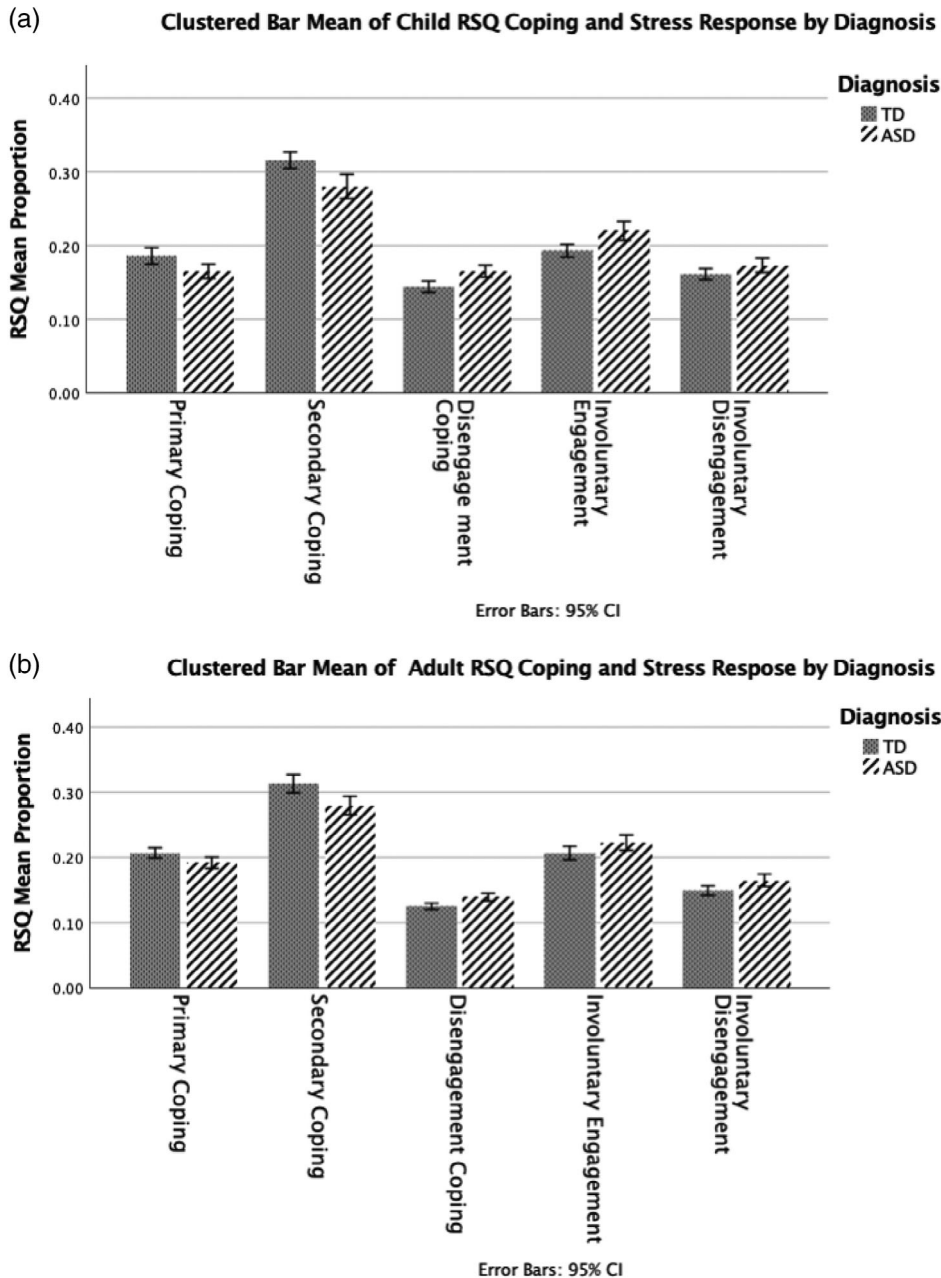 (a)
Clustered Bar Mean of Child RSQ Coping and Stress Response by Diagnosis
RSQ Mean Proportion
0.40
0.30
0.20
0.10
0.00
Diagnosis
TD
ASD
Primary Coping
Secondary Coping
Disengage ment
Coping
Involuntary
Engagement
Involuntary
Disengagement
Error Bars: 95% CI
(b)
Clustered Bar Mean of Adult RSQ Coping and Stress Respose by Diagnosis
RSQ Mean Proportion
0.40
0.30
0.20
0.10
0.00
Diagnosis
TD
ASD
Primary Coping
Secondary Coping
Disengagement Coping
Involuntary Engagement
Involuntary
Disengagement
Error Bars: 95% CI